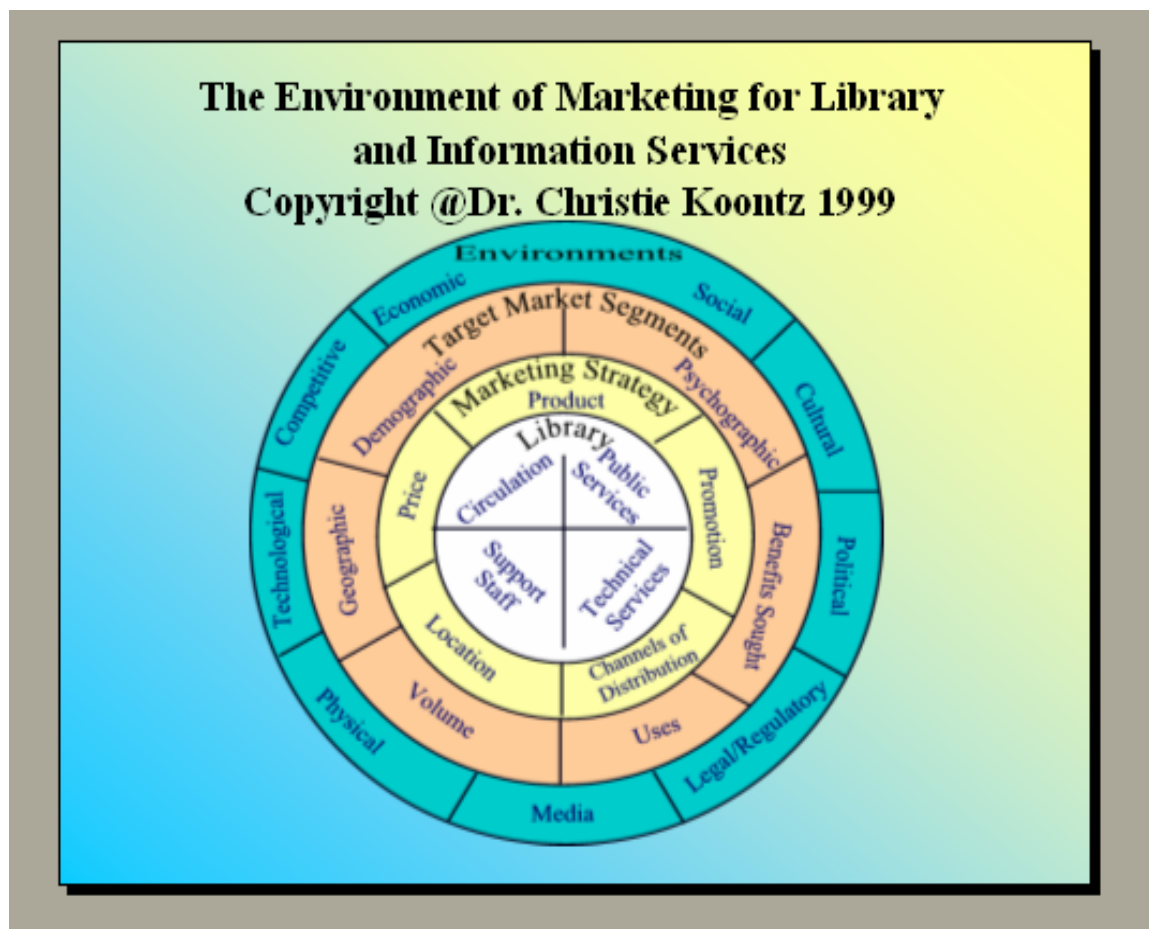 The Environment of Marketing for Library
and Information Services
Copyright @Dr. Christie Koontz 1999
Environments
Economic
Social
Competitive
Cultural
Technological
Political
Physical
Legal/Regulatory
Media
Target Market Segments
Demographic
Psychographic
Geographic
Benefits Sought
Volume
Uses
Marketing Strategy
Product
Price
Promotion
Location
Channels of
Distribution
Library
Circulation
Public
Services
Support
Staff
Technical
Services